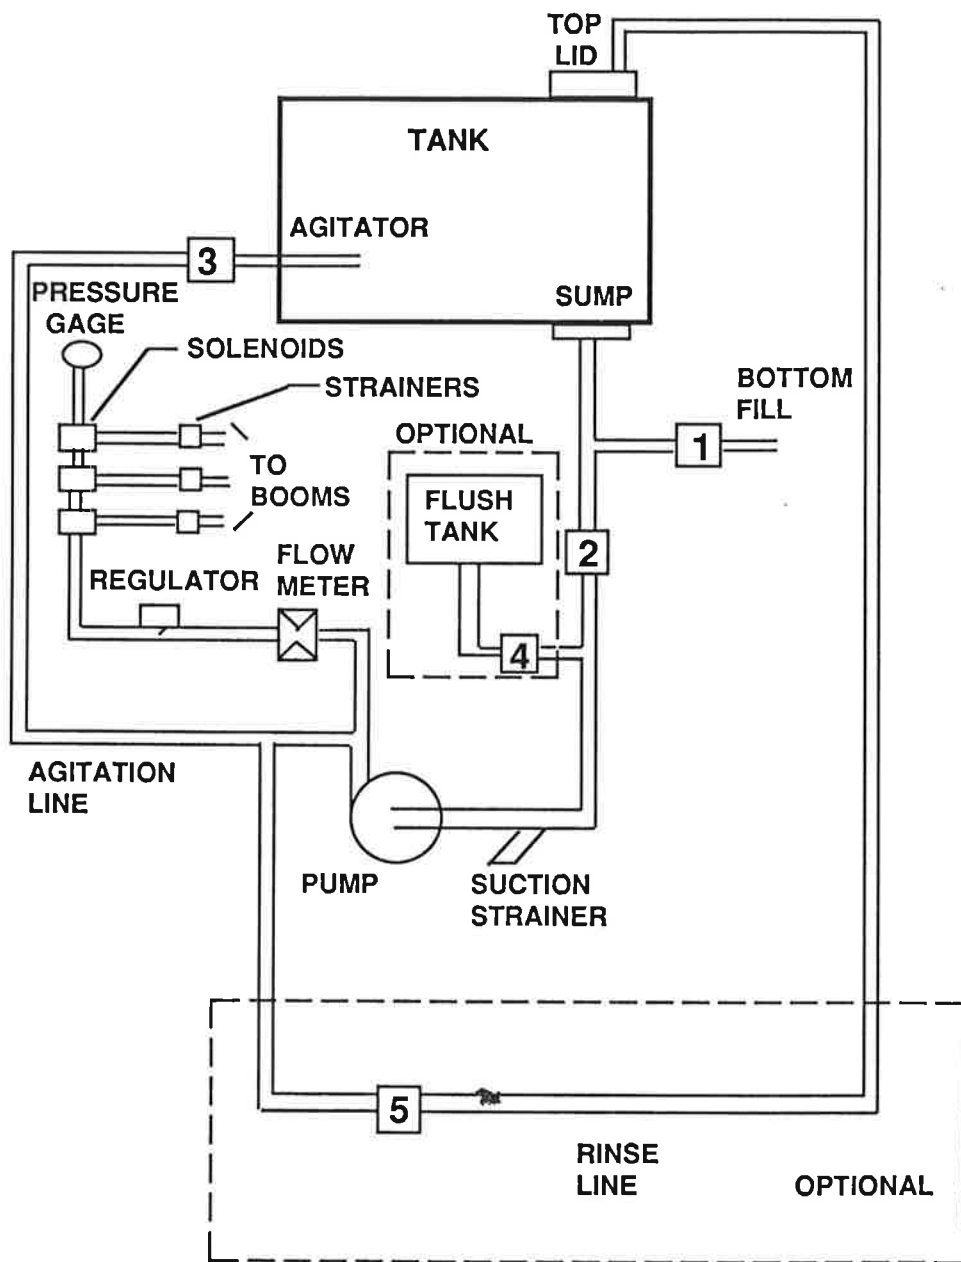 TOP
LID
TANK
AGITATOR
3
SUMP
PRESSURE
GAGE
SOLENOIDS
STRAINERS
BOTTOM
FILL
1
OPTIONAL
TO
BOOMS
FLUSH
TANK
2
FLOW
METER
REGULATOR
4
AGITATION
LINE
PUMP
SUCTION
STRAINER
5
RINSE
LINE
OPTIONAL